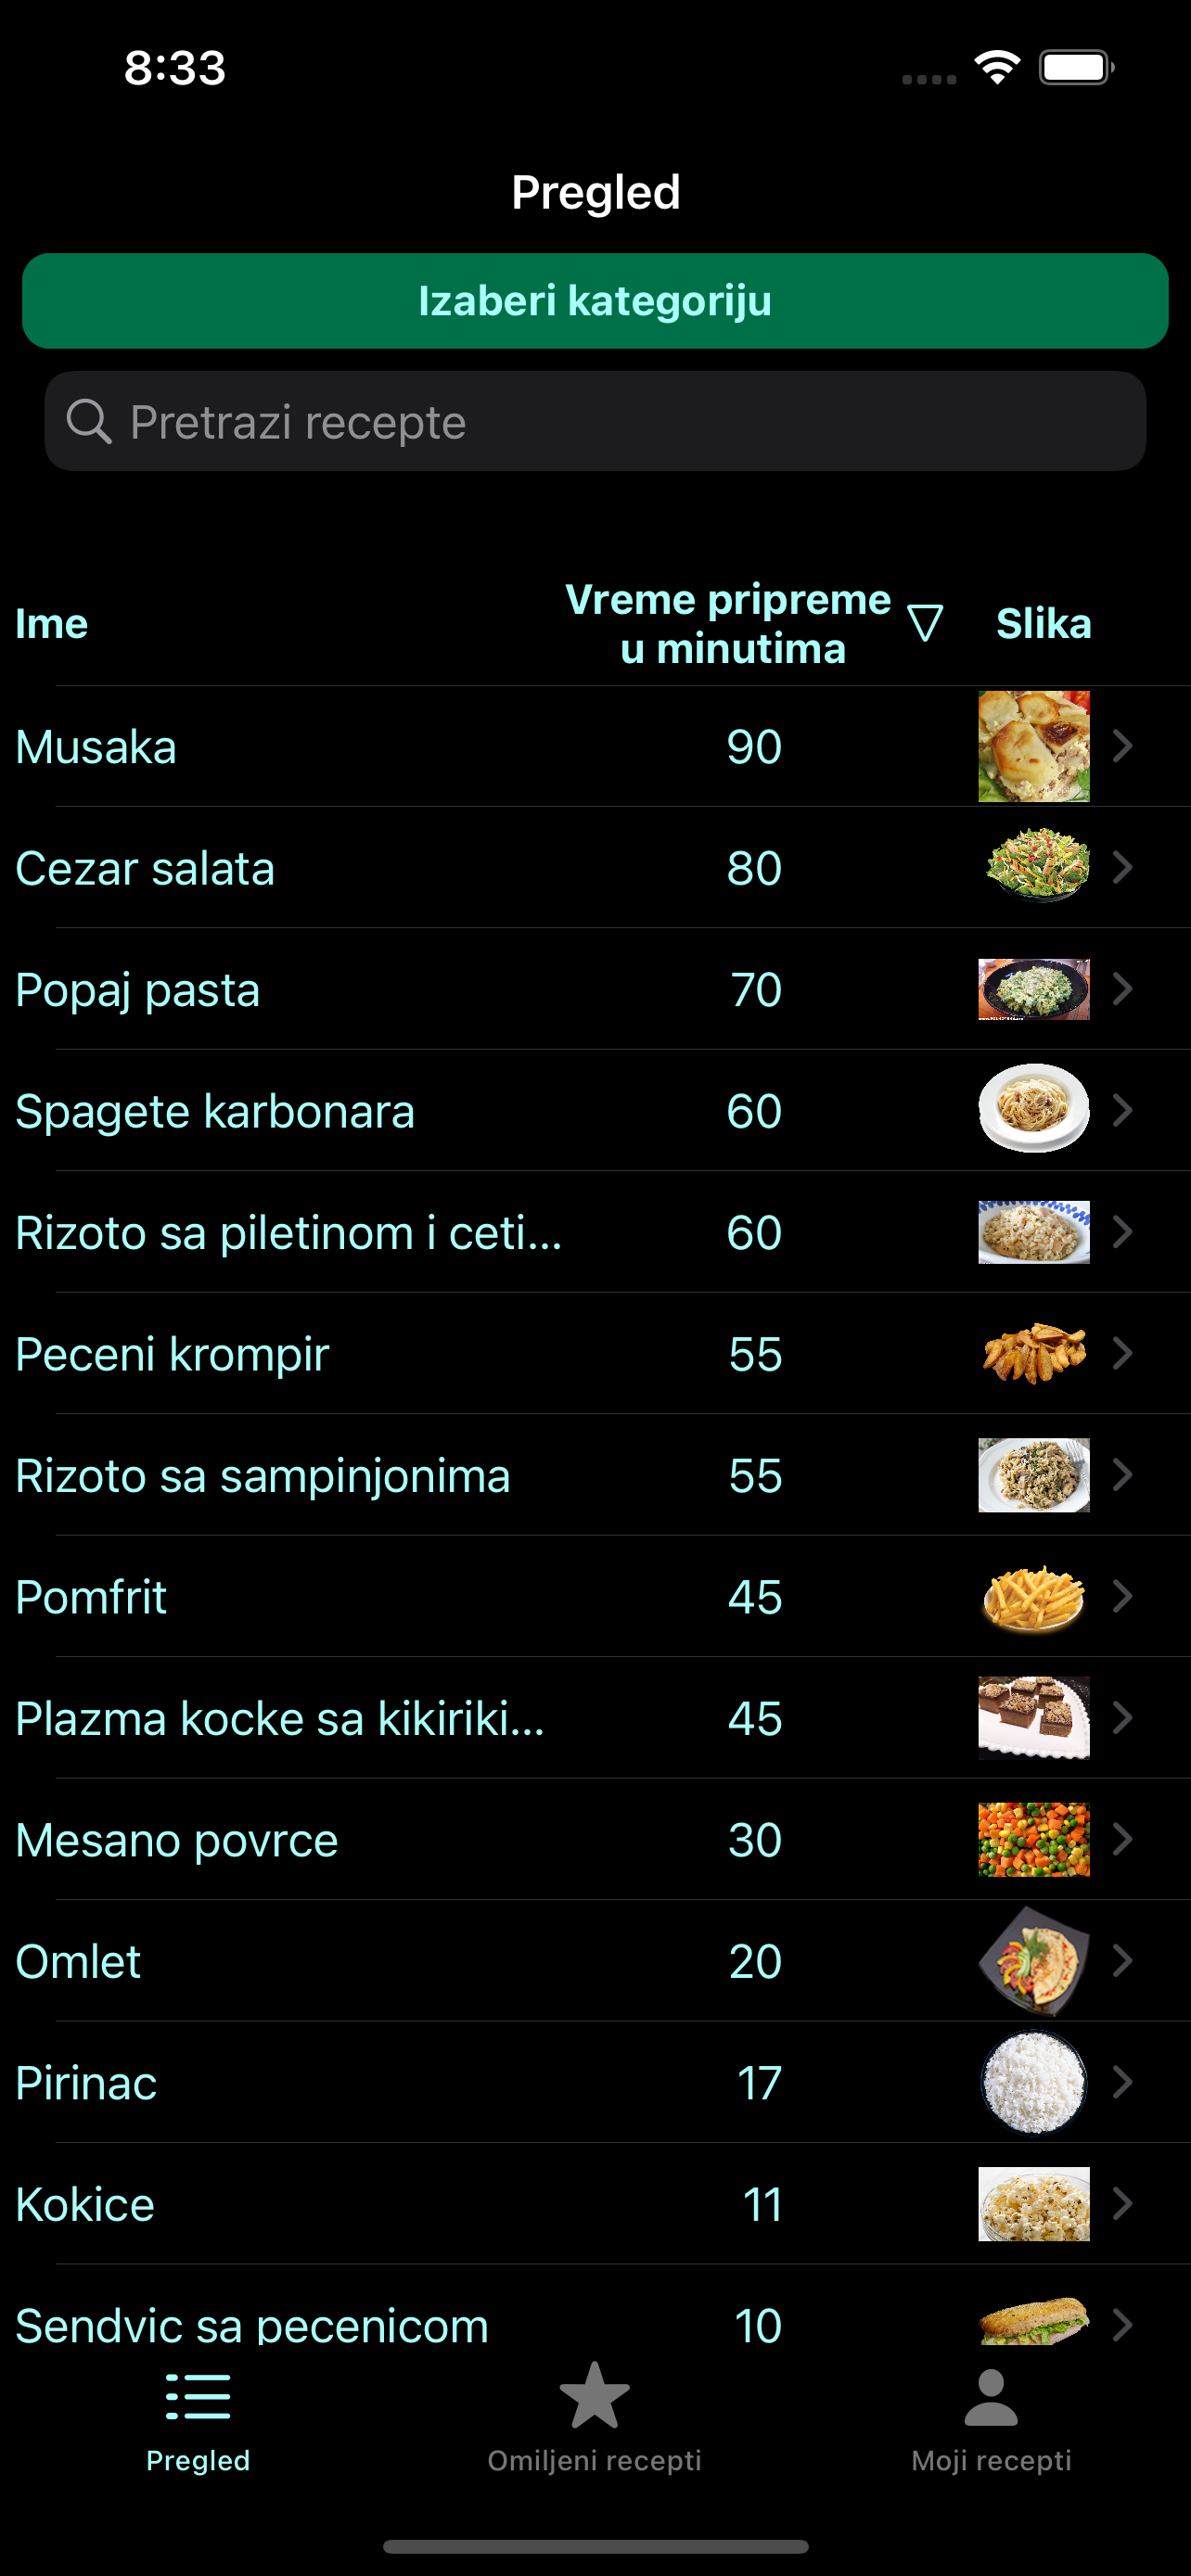 8:33
Pregled
Izaberi kategoriju
Pretrazi recepte
Ime
Vreme pripreme
u minutima
Slika
Musaka 90
Cezar salata 80
Popaj pasta 70
Spagete karbonara 60
Rizoto sa piletinom i ceti... 60
Peceni krompir 55
Rizoto sa sampinjonima 55
Pomfrit 45
Plazma kocke sa kikiriki... 45
Mesano povrce 30
Omlet 20
Pirinac 17
Kokice 11
Sendvic sa pecenicom 10
Pregled
Omiljeni recepti
Moji recepti